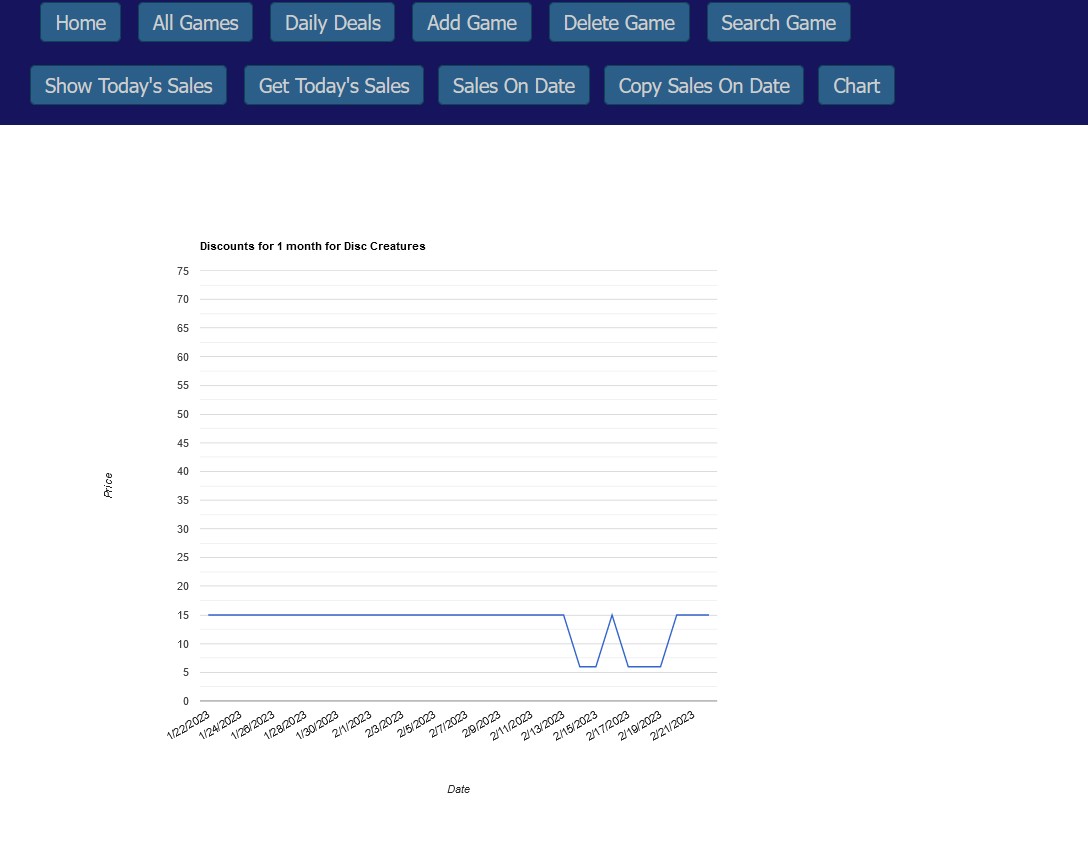 Home All Games Daily Deals Add Game Delete Game Search Game
Show Today's Sales Get Today's Sales Sales On Date Copy Sales On Date Chart
Discounts for 1 month for Disc Creatures
75
70
65
60
55
50
45
40
35
30
25
20
15
10
5
0
Price
1/22/2023 1/24/2023 1/26/2023 1/28/2023 1/30/2023 2/1/2023 2/3/2023 2/5/2023 2/7/2023 2/9/2023 2/11/2023 2/13/2023 2/15/2023 2/17/2023 2/19/2023 2/21/2023
Date